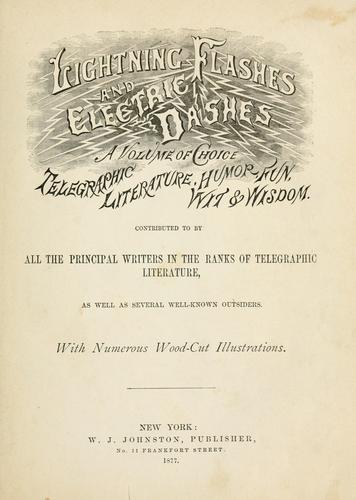 LIGHTNING FLASHES
AND
ELECTRIC DASHES
A VOLUME OF CHOICE
TELEGRAPHIC LITERATURE, HUMOR, FUN,
WIT & WISDOM.
CONTRIBUTED TO BY
ALL THE PRINCIPAL WRITERS IN THE RANKS OF TELEGRAPHIC
LITERATURE,
AS WELL AS SEVERAL WELL-KNOWN OUTSIDERS.
With Numerous Wood-Cut Illustrations.
NEW YORK:
W. J. JOHNSTON, PUBLISHER,
No. 11 FRANKFORT STREET.
1877.